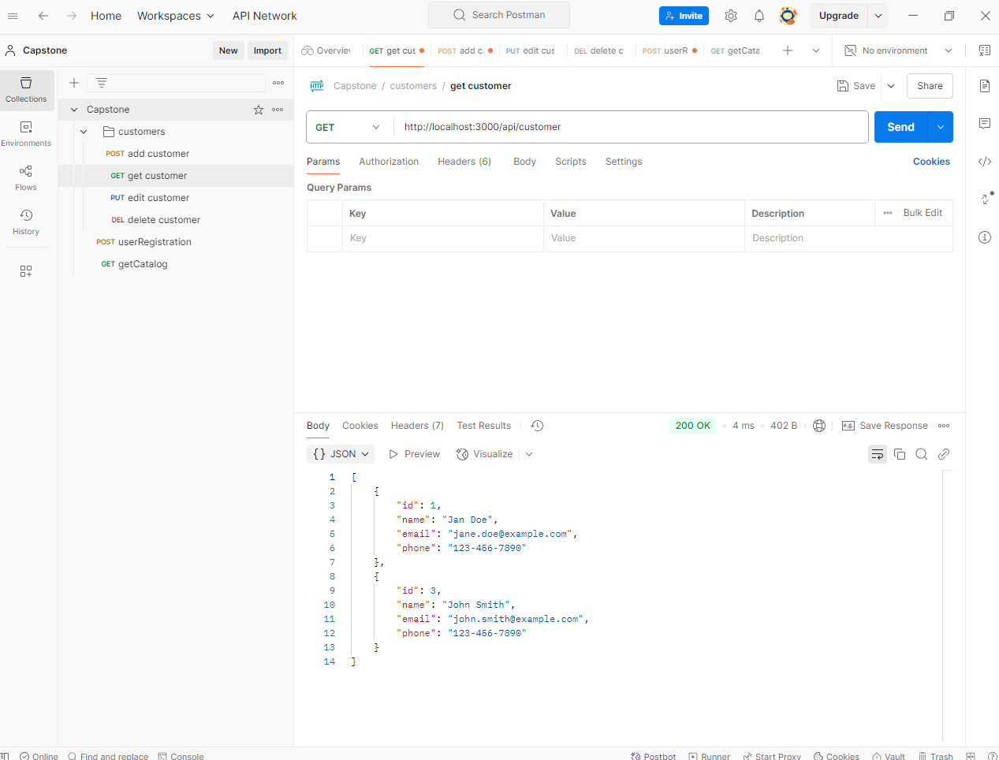 Home Workspaces API Network Search Postman Invite Upgrade
Capstone New Import Overview GET get cus POST add c PUT edit cus DEL delete c POST userR GET getCata No environment
Collections
Environments
Flows
History
Capstone
customers
POST add customer
GET get customer
PUT edit customer
DEL delete customer
POST userRegistration
GET getCatalog
HTTP Capstone / customers / get customer Save Share
GET http://localhost:3000/api/customer Send
Params Authorization Headers (6) Body Scripts Settings Cookies
Query Params
Key Value Description Bulk Edit
Key Value Description
Body Cookies Headers (7) Test Results 200 OK 4 ms 402 B e.g. Save Response
{} JSON Preview Visualize
1 [
2 {
3 "id": 1,
4 "name": "Jan Doe",
5 "email": "jane.doe@example.com",
6 "phone": "123-456-7890"
7 },
8 {
9 "id": 3,
10 "name": "John Smith",
11 "email": "john.smith@example.com",
12 "phone": "123-456-7890"
13 }
14 ]
Online Find and replace Console Postbot Runner Start Proxy Cookies Vault Trash